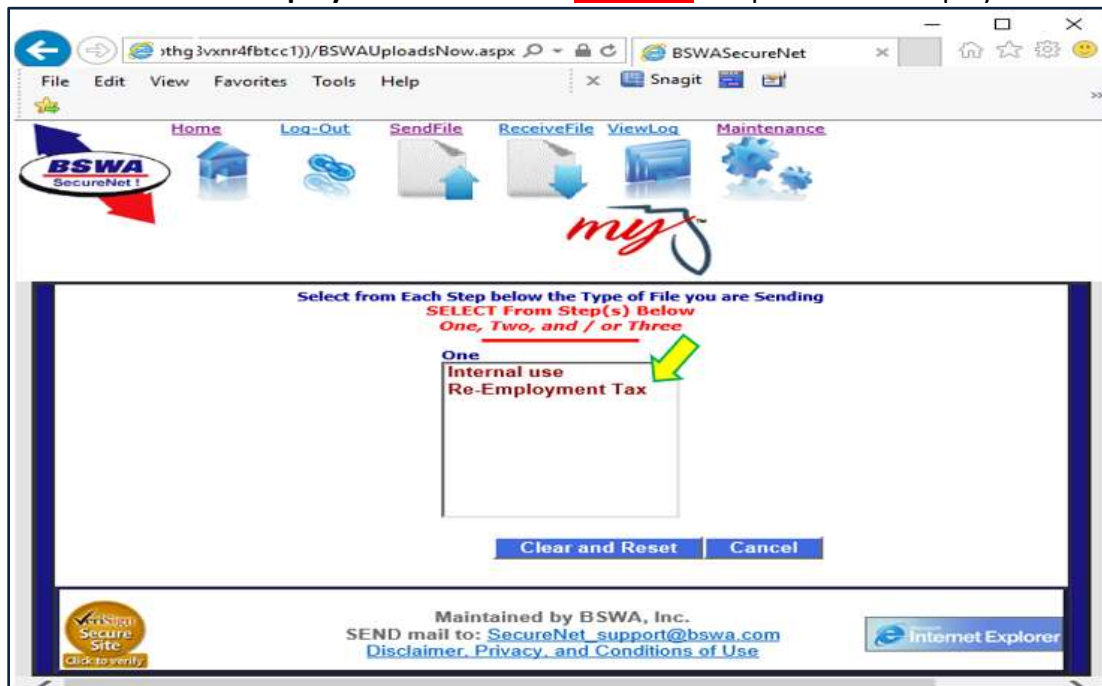 othg3vxnr4fbtcc1))/BSWAUploadsNow.aspx
BSWASecureNet
File Edit View Favorites Tools Help
Snagit
Home Log-Out SendFile ReceiveFile ViewLog Maintenance
BSWA
SecureNet !
my
Select from Each Step below the Type of File you are Sending
SELECT From Step(s) Below
One, Two, and / or Three
One
Internal use
Re-Employment Tax
Clear and Reset Cancel
VeriSign
Secure
Site
Click to verify
Maintained by BSWA, Inc.
SEND mail to: SecureNet_support@bswa.com
Disclaimer, Privacy, and Conditions of Use
Internet Explorer